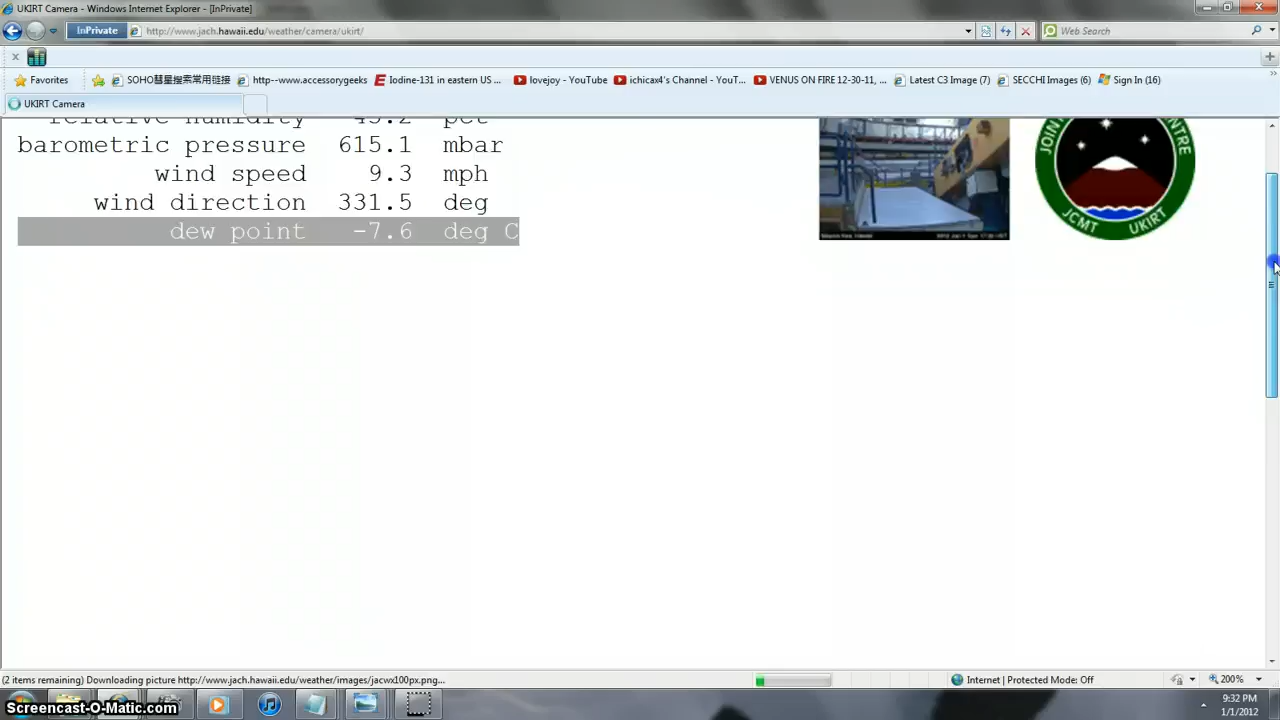 UKIRT Camera - Windows Internet Explorer - [InPrivate]
InPrivate http://www.jach.hawaii.edu/weather/camera/ukirt/ Web Search
Favorites SOHO彗星搜索常用链接 http--www.accessorygeeks Iodine-131 in eastern US ... lovejoy - YouTube ichicax4's Channel - YouT... VENUS ON FIRE 12-30-11, ... Latest C3 Image (7) SECCHI Images (6) Sign In (16)
UKIRT Camera
relative humidity 45.2 pct
barometric pressure 615.1 mbar
wind speed 9.3 mph
wind direction 331.5 deg
dew point -7.6 deg C
JCMT UKIRT
(2 items remaining) Downloading picture http://www.jach.hawaii.edu/weather/images/jacwx100px.png... Internet | Protected Mode: Off 200%
Screencast-O-Matic.com
9:32 PM
1/1/2012